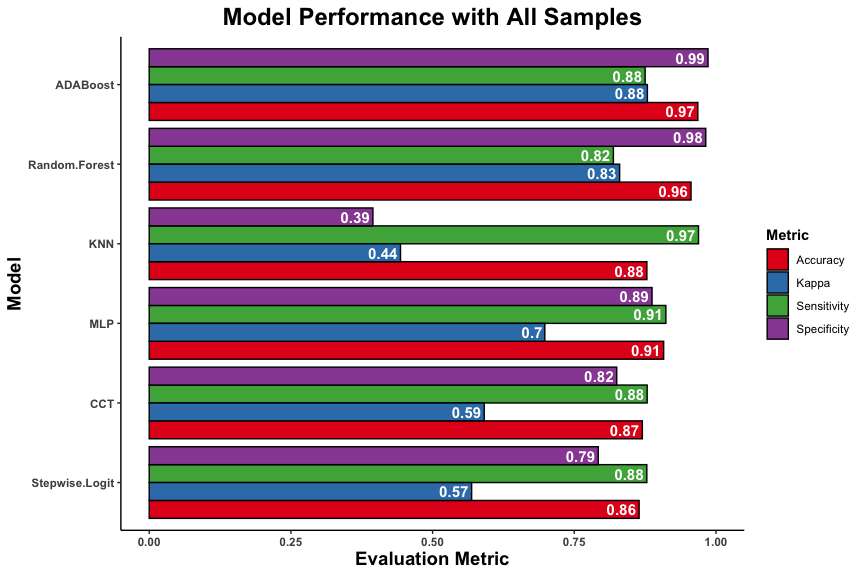 Model Performance with All Samples
Model
ADABoost
0.99
0.88
0.88
0.97
Random.Forest
0.98
0.82
0.83
0.96
KNN
0.39
0.97
0.44
0.88
MLP
0.89
0.91
0.7
0.91
CCT
0.82
0.88
0.59
0.87
Stepwise.Logit
0.79
0.88
0.57
0.86
0.00 0.25 0.50 0.75 1.00
Evaluation Metric
Metric
Accuracy
Kappa
Sensitivity
Specificity